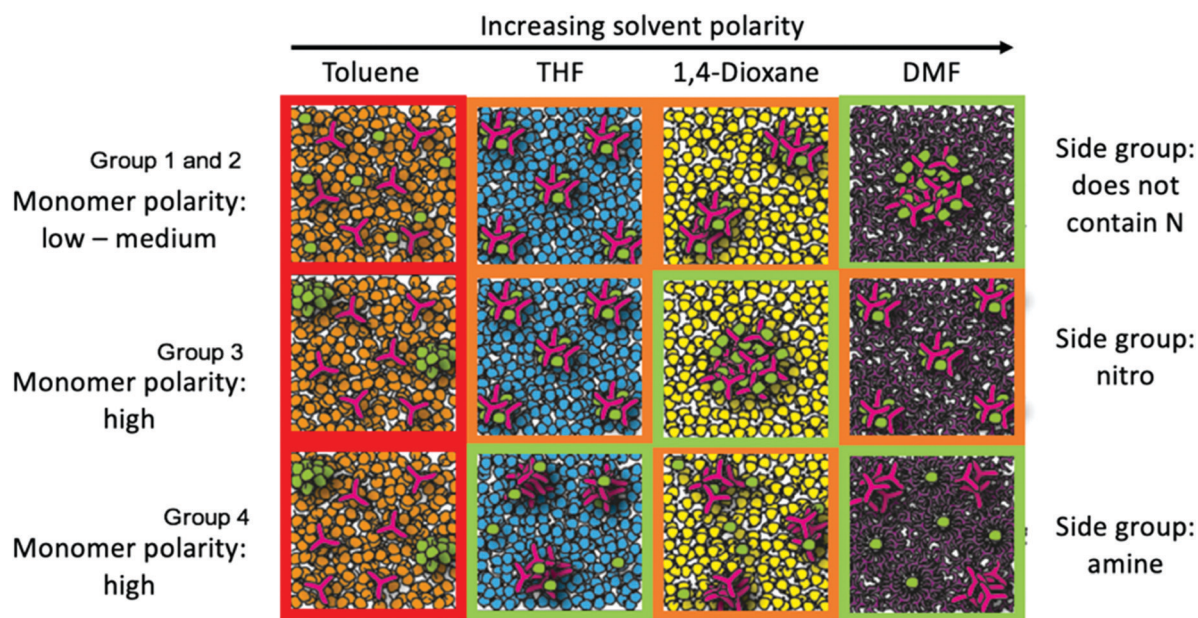 Increasing solvent polarity
Toluene THF 1,4-Dioxane DMF
Group 1 and 2
Monomer polarity:
low – medium
Side group:
does not
contain N
Group 3
Monomer polarity:
high
Side group:
nitro
Group 4
Monomer polarity:
high
Side group:
amine